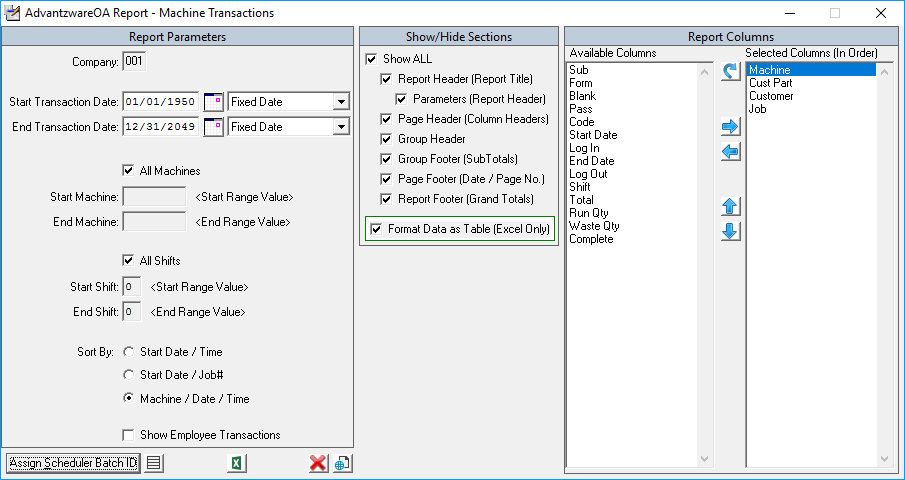 AdvantzwareOA Report - Machine Transactions
Report Parameters
Company: 001
Start Transaction Date: 01/01/1950 Fixed Date
End Transaction Date: 12/31/2049 Fixed Date
All Machines
Start Machine: <Start Range Value>
End Machine: <End Range Value>
All Shifts
Start Shift: 0 <Start Range Value>
End Shift: 0 <End Range Value>
Sort By: Start Date / Time
Start Date / Job#
Machine / Date / Time
Show Employee Transactions
Assign Scheduler Batch ID
Show/Hide Sections
Show ALL
Report Header (Report Title)
Parameters (Report Header)
Page Header (Column Headers)
Group Header
Group Footer (SubTotals)
Page Footer (Date / Page No.)
Report Footer (Grand Totals)
Format Data as Table (Excel Only)
Report Columns
Available Columns
Sub
Form
Blank
Pass
Code
Start Date
Log In
End Date
Log Out
Shift
Total
Run Qty
Waste Qty
Complete
Selected Columns (In Order)
Machine
Cust Part
Customer
Job